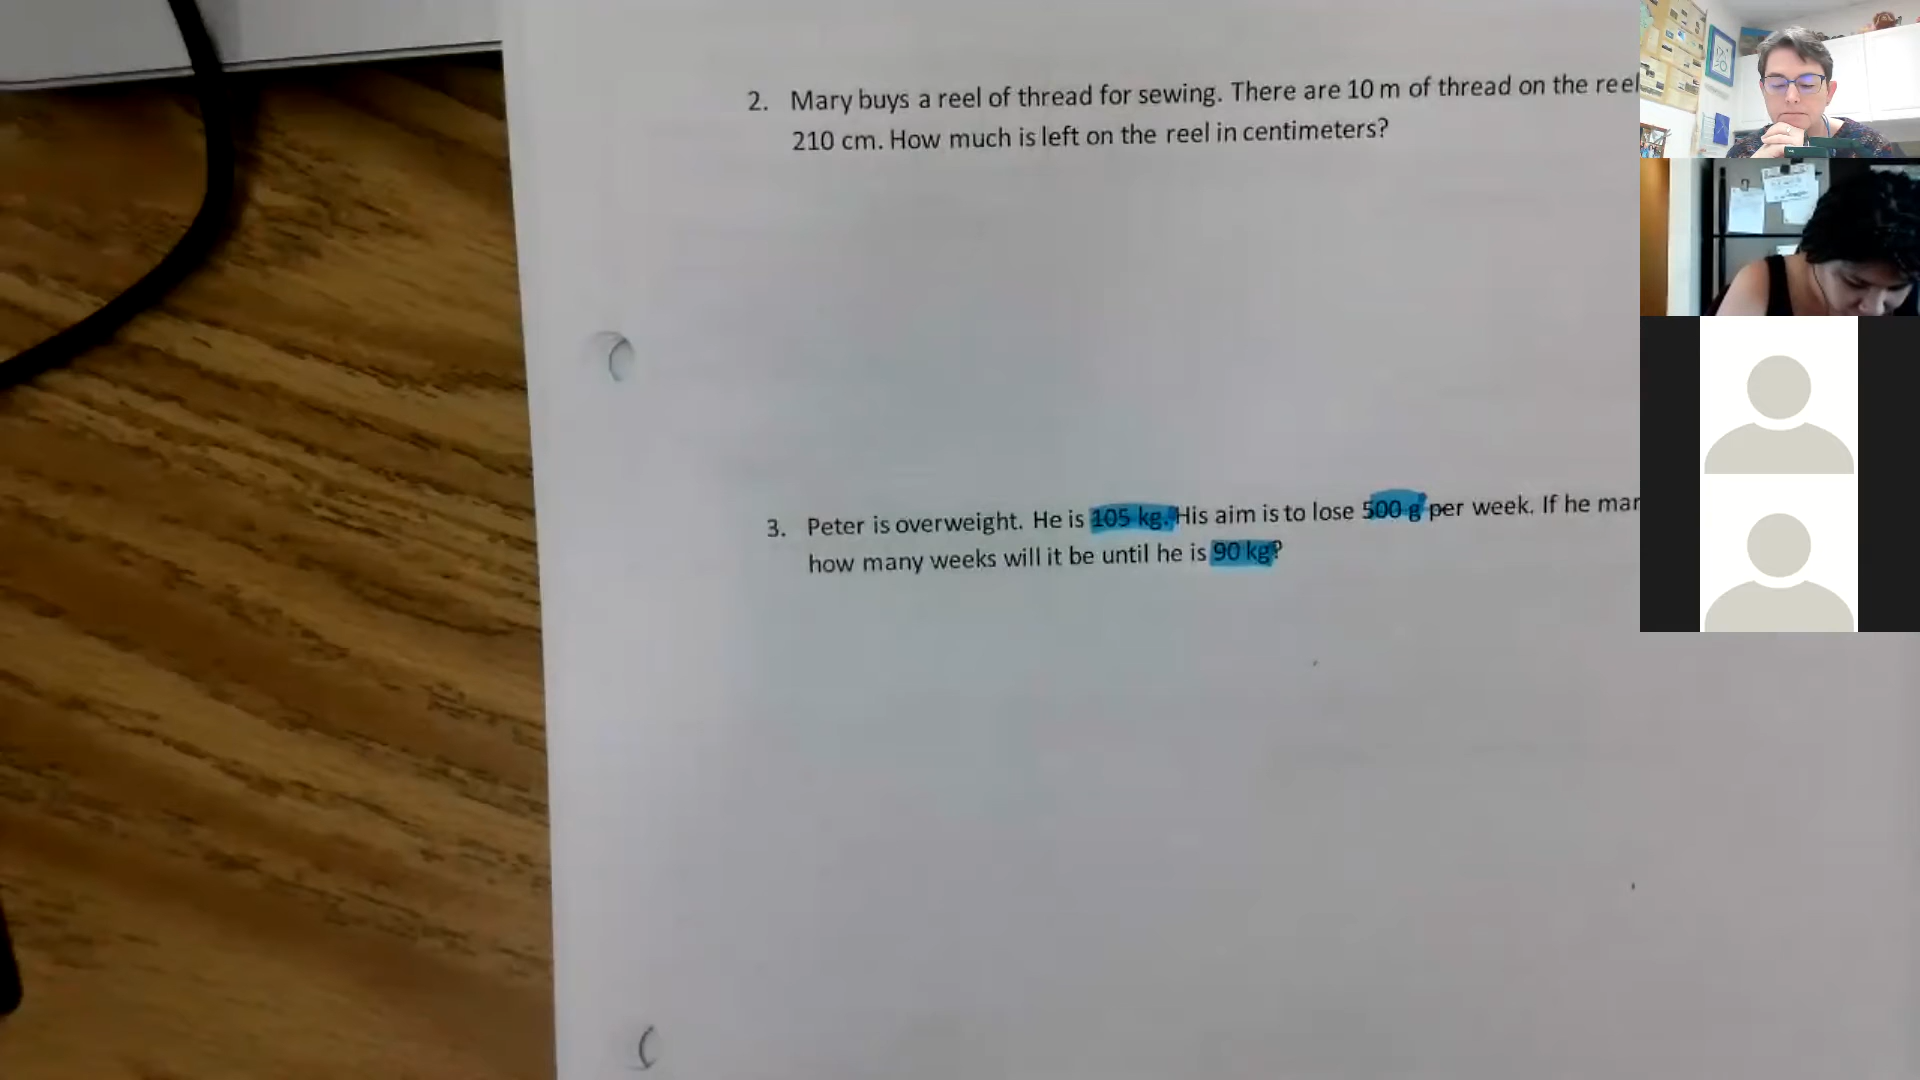 2. Mary buys a reel of thread for sewing. There are 10 m of thread on the reel
210 cm. How much is left on the reel in centimeters?
3. Peter is overweight. He is 105 kg. His aim is to lose 500 g per week. If he
how many weeks will it be until he is 90 kg?